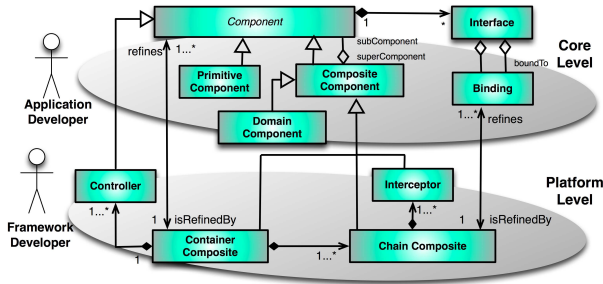 Component
1
*
Interface
refines
1...*
subComponent
superComponent
Core
Level
boundTo
Primitive
Component
Composite
Component
Binding
Application
Developer
Domain
Component
1...*
refines
Controller
Interceptor
Platform
Level
1...*
1...*
Framework
Developer
1
isRefinedBy
1
isRefinedBy
Container
Composite
Chain Composite
1
1...*